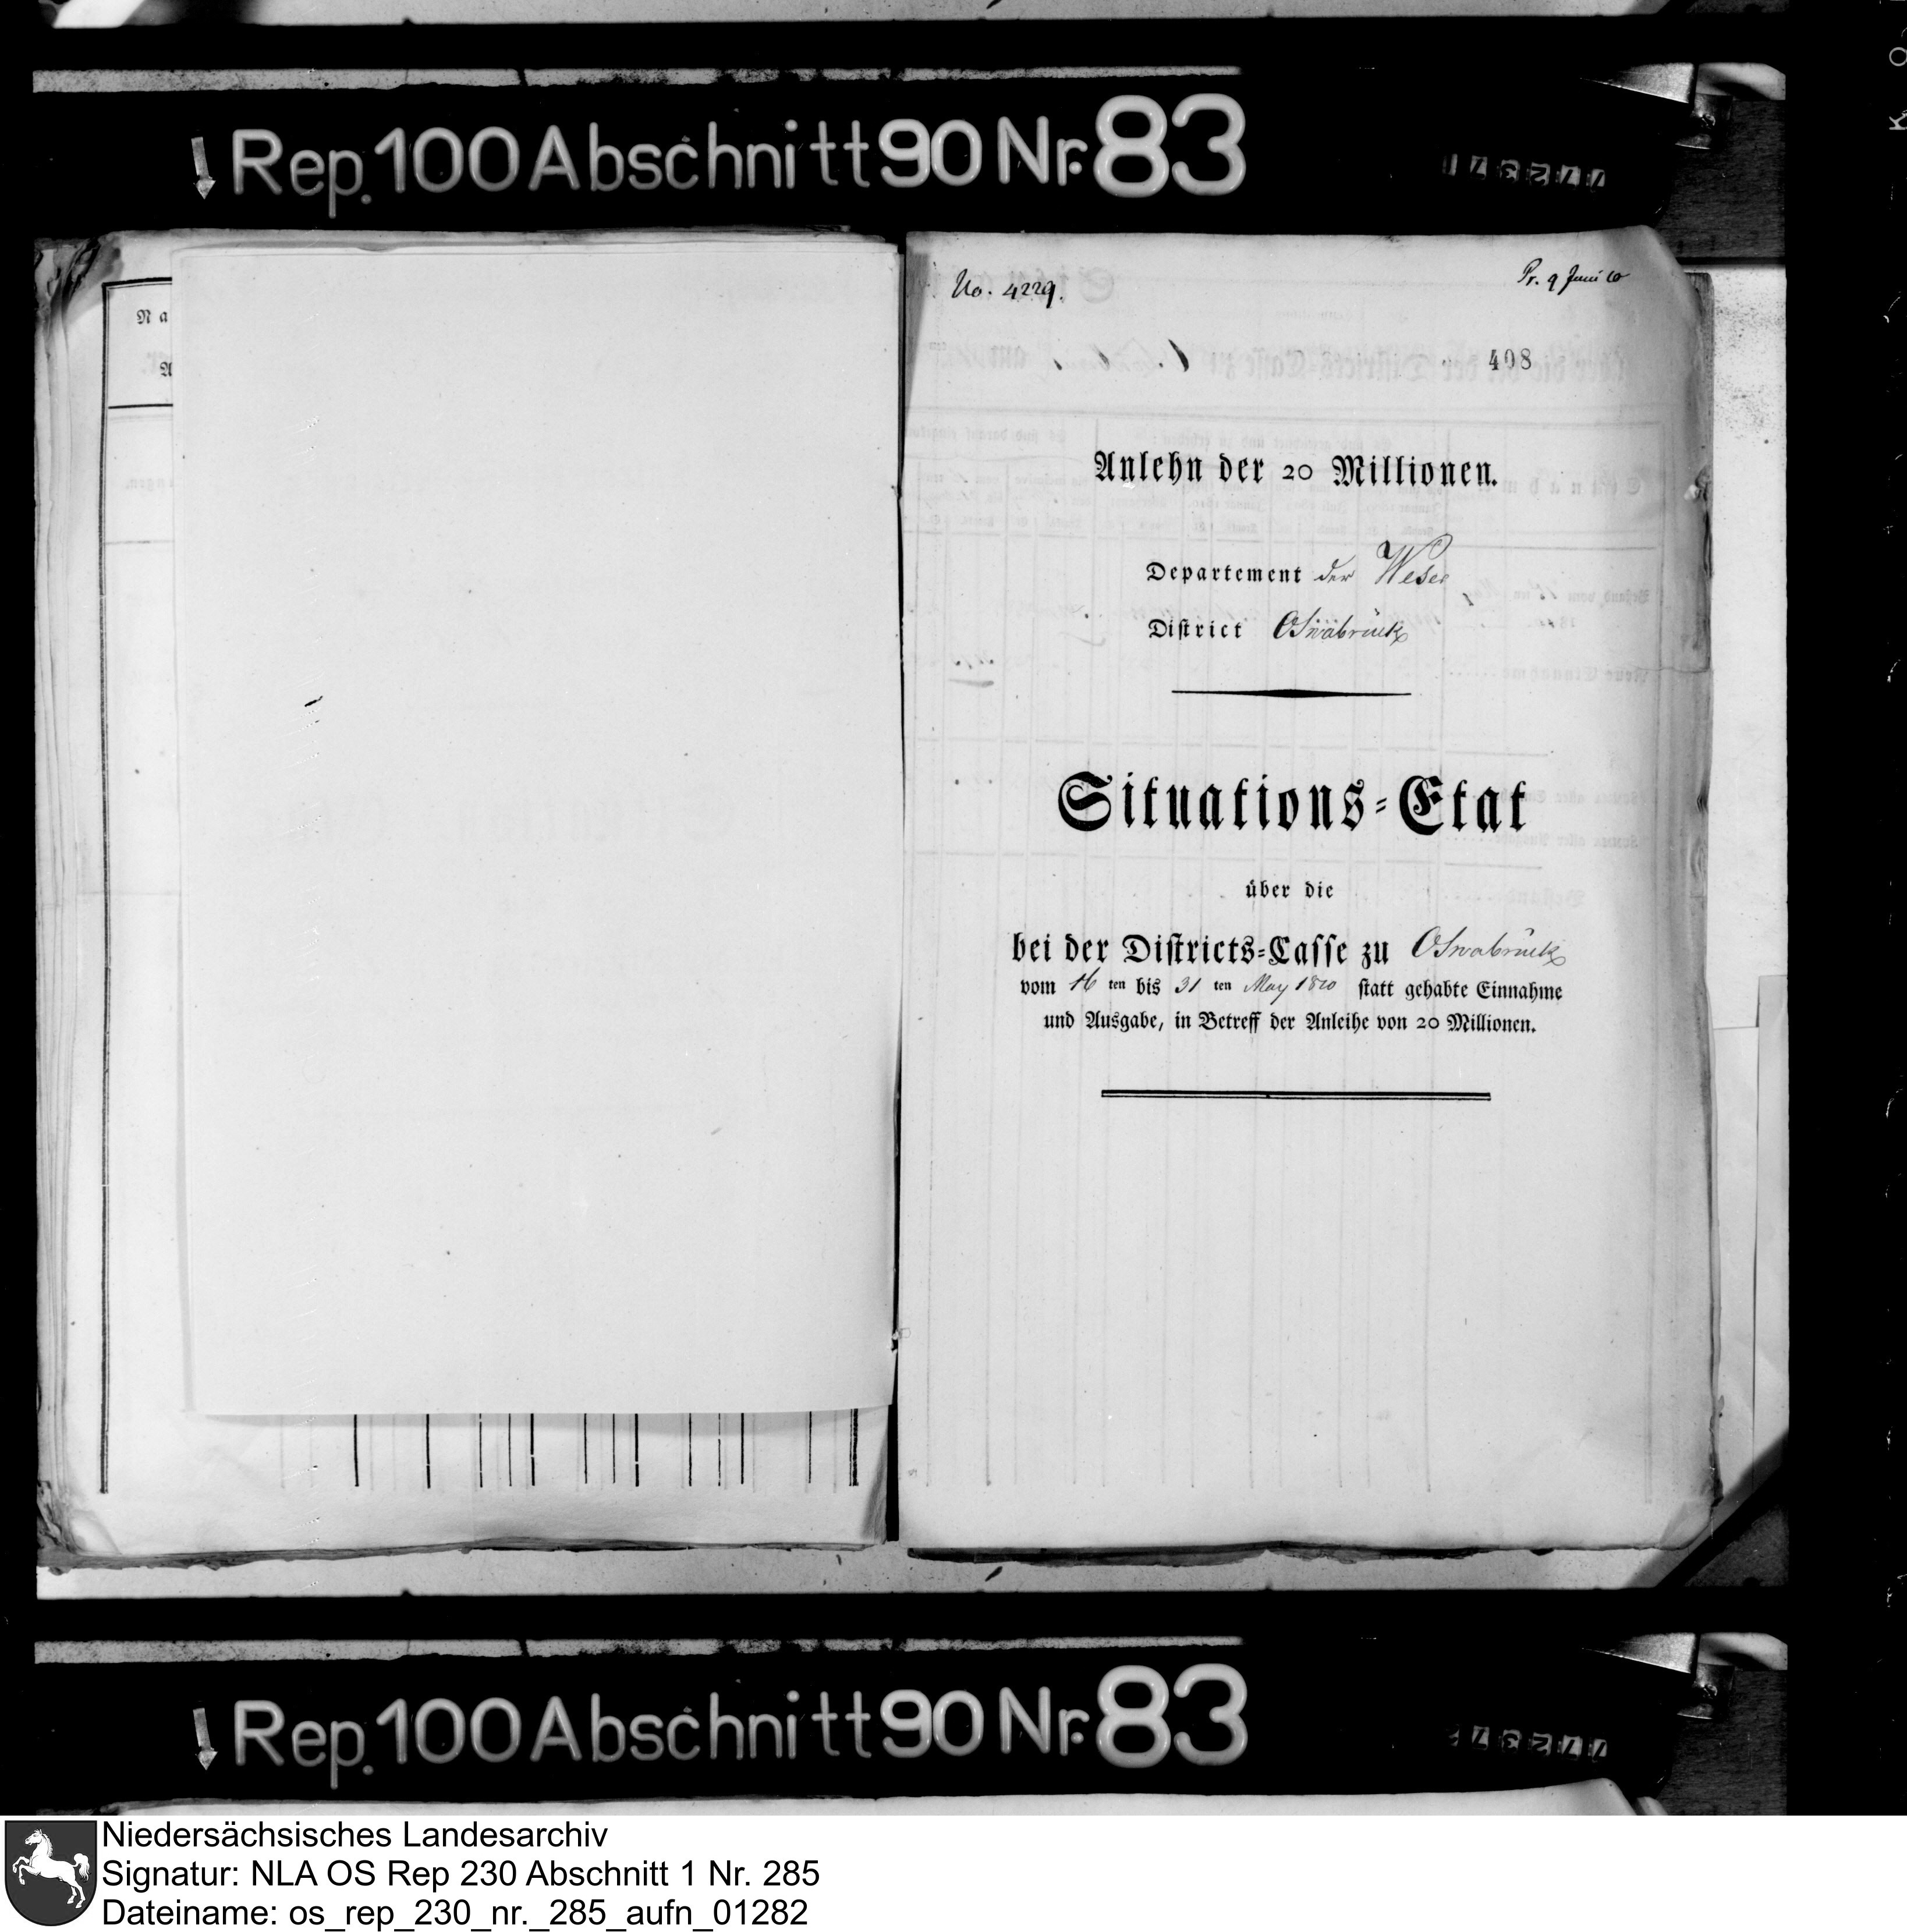 Rep. 100 Abschnitt 90 Nr. 83
Na
A
No. 4229.
Pr. 9 Juni 10
408
Anlehn der 20 Millionen.
Departement der Weser
District Osnabrück
Situations-Etat
über die
bei der Districts-Casse zu Osnabrück
vom 16 ten bis 31 ten May 1810 statt gehabte Einnahme
und Ausgabe, in Betreff der Anleihe von 20 Millionen.
Rep. 100 Abschnitt 90 Nr. 83
Niedersächsisches Landesarchiv
Signatur: NLA OS Rep 230 Abschnitt 1 Nr. 285
Dateiname: os_rep_230_nr._285_aufn_01282